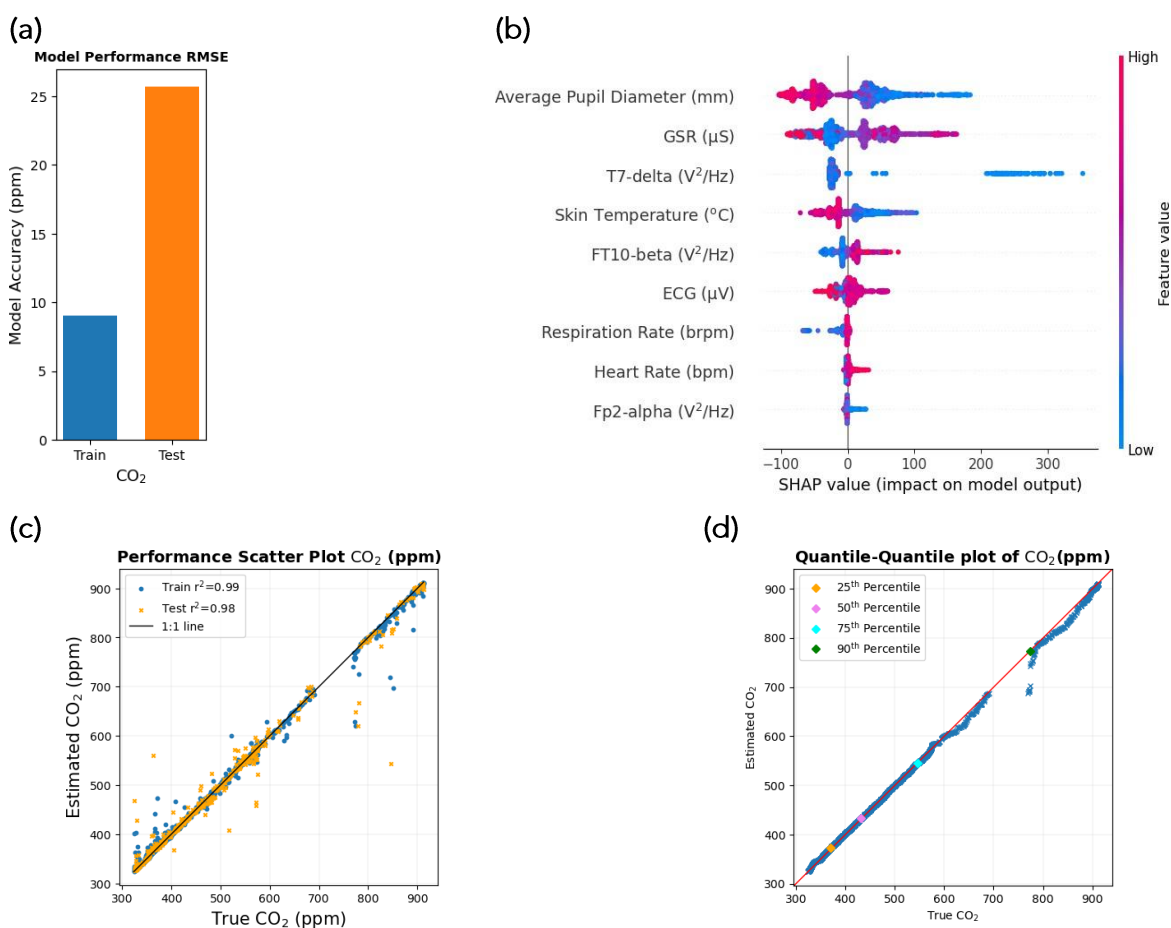 (a)
Model Performance RMSE
Model Accuracy (ppm)
25
20
15
10
5
0
Train
Test
CO₂
(b)
Average Pupil Diameter (mm)
GSR (μS)
T7-delta (V²/Hz)
Skin Temperature (⁰C)
FT10-beta (V²/Hz)
ECG (μV)
Respiration Rate (brpm)
Heart Rate (bpm)
Fp2-alpha (V²/Hz)
−100
0
100
200
300
SHAP value (impact on model output)
High
Feature value
Low
(c)
Performance Scatter Plot CO₂ (ppm)
Train r²=0.99
Test r²=0.98
1:1 line
Estimated CO₂ (ppm)
900
800
700
600
500
400
300
300
400
500
600
700
800
900
True CO₂ (ppm)
(d)
Quantile-Quantile plot of CO₂(ppm)
25ᵗʰ Percentile
50ᵗʰ Percentile
75ᵗʰ Percentile
90ᵗʰ Percentile
Estimated CO₂
900
800
700
600
500
400
300
300
400
500
600
700
800
900
True CO₂